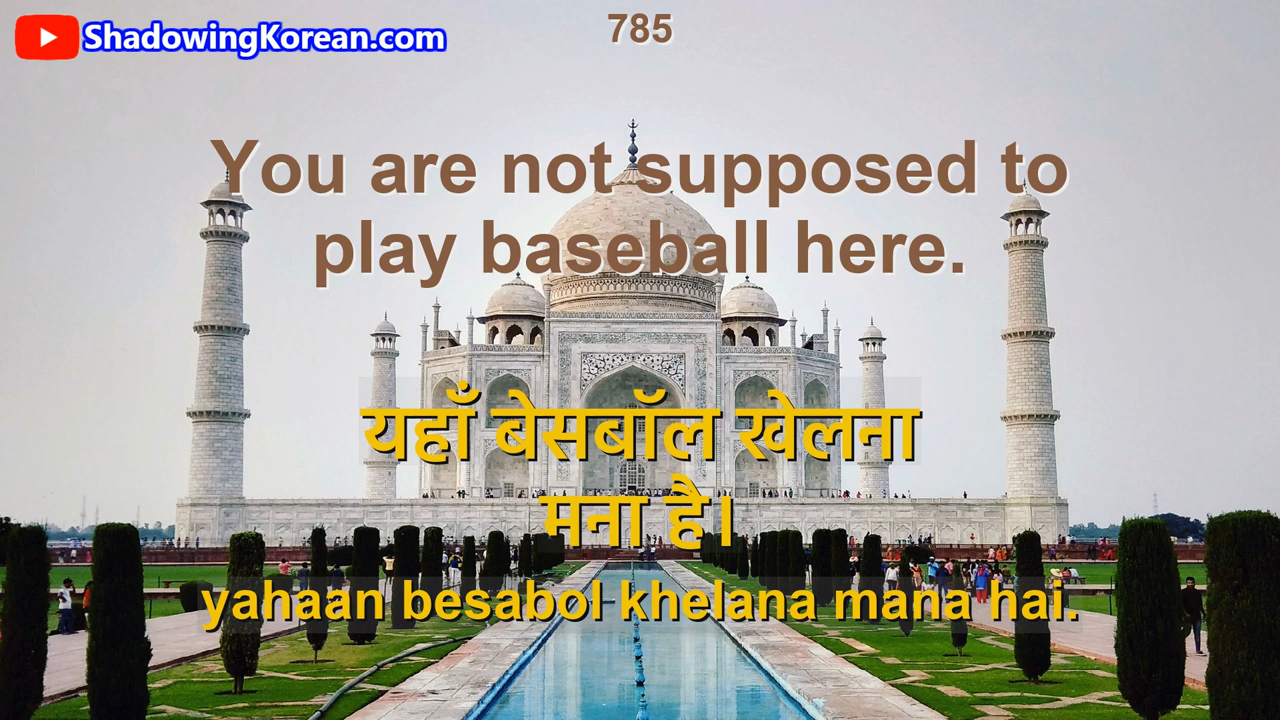 ShadowingKorean.com
785
You are not supposed to
play baseball here.
यहाँ बेसबॉल खेलना
मना है।
yahaan besabol khelana mana hai.